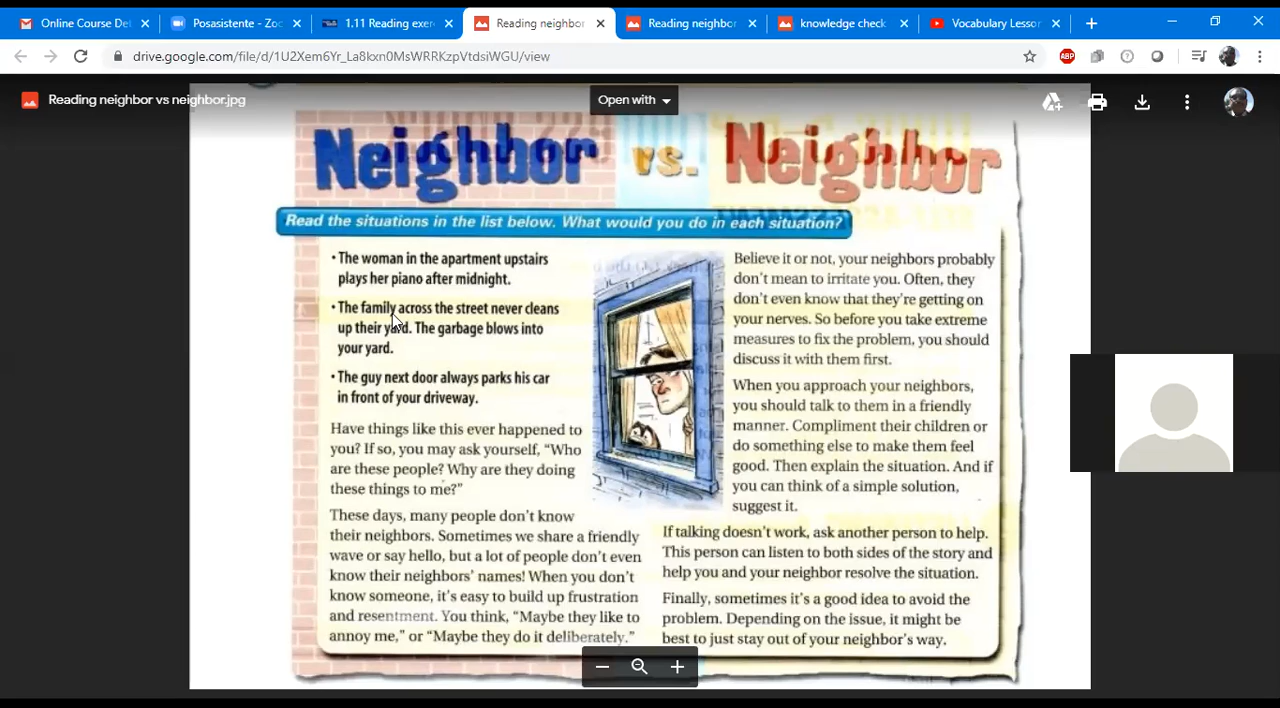 Online Course Det
Posasistente - Zoo
1.11 Reading exer
Reading neighbor
Reading neighbor
knowledge check
Vocabulary Lesson
drive.google.com/file/d/1U2Xem6Yr_La8kxn0MsWRRKzpVtdsiWGU/view
ABP
Reading neighbor vs neighbor.jpg
Open with
Neighbor vs. Neighbor
Read the situations in the list below. What would you do in each situation?
• The woman in the apartment upstairs
plays her piano after midnight.
• The family across the street never cleans
up their yard. The garbage blows into
your yard.
• The guy next door always parks his car
in front of your driveway.
Have things like this ever happened to
you? If so, you may ask yourself, “Who
are these people? Why are they doing
these things to me?”
These days, many people don’t know
their neighbors. Sometimes we share a friendly
wave or say hello, but a lot of people don’t even
know their neighbors’ names! When you don’t
know someone, it’s easy to build up frustration
and resentment. You think, “Maybe they like to
annoy me,” or “Maybe they do it deliberately.”
Believe it or not, your neighbors probably
don’t mean to irritate you. Often, they
don’t even know that they’re getting on
your nerves. So before you take extreme
measures to fix the problem, you should
discuss it with them first.
When you approach your neighbors,
you should talk to them in a friendly
manner. Compliment their children or
do something else to make them feel
good. Then explain the situation. And if
you can think of a simple solution,
suggest it.
If talking doesn’t work, ask another person to help.
This person can listen to both sides of the story and
help you and your neighbor resolve the situation.
Finally, sometimes it’s a good idea to avoid the
problem. Depending on the issue, it might be
best to just stay out of your neighbor’s way.